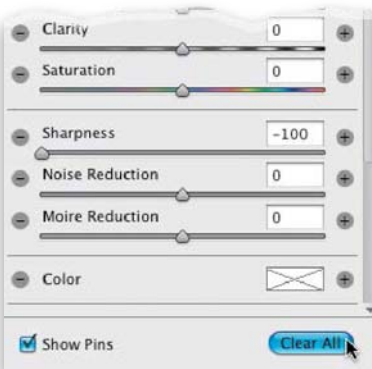 Clarity 0
Saturation 0
Sharpness -100
Noise Reduction 0
Moire Reduction 0
Color
Show Pins Clear All